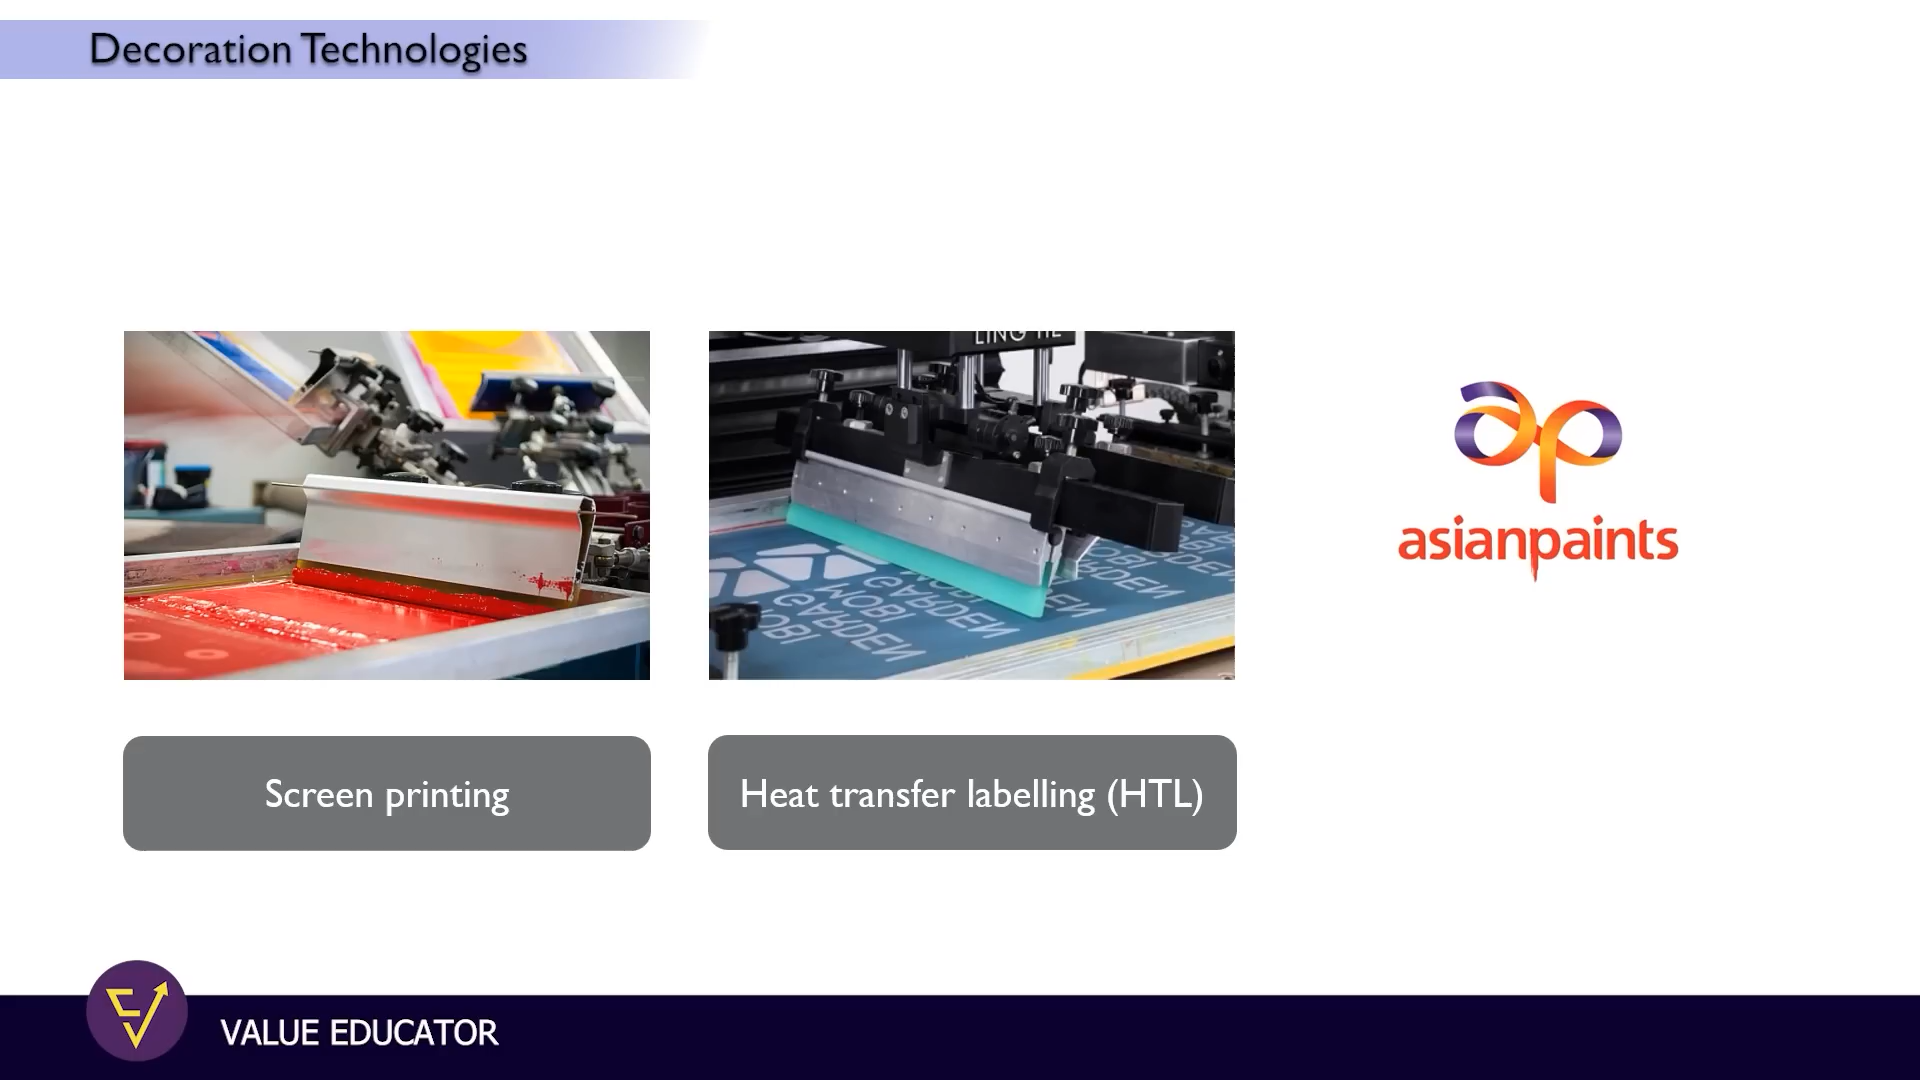 Decoration Technologies
asianpaints
Screen printing
Heat transfer labelling (HTL)
VALUE EDUCATOR